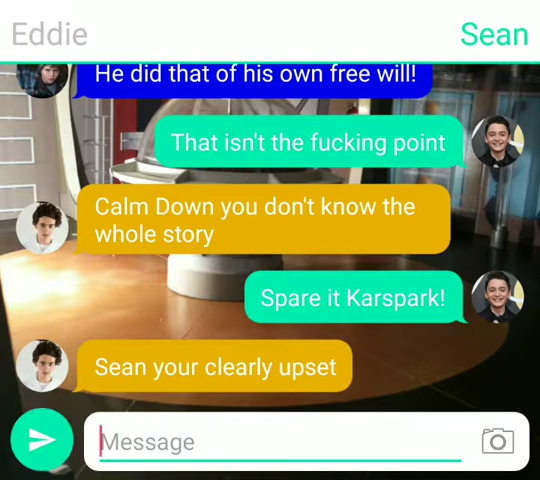 Eddie
Sean
He did that of his own free will!
That isn't the fucking point
Calm Down you don't know the
whole story
Spare it Karspark!
Sean your clearly upset
Message